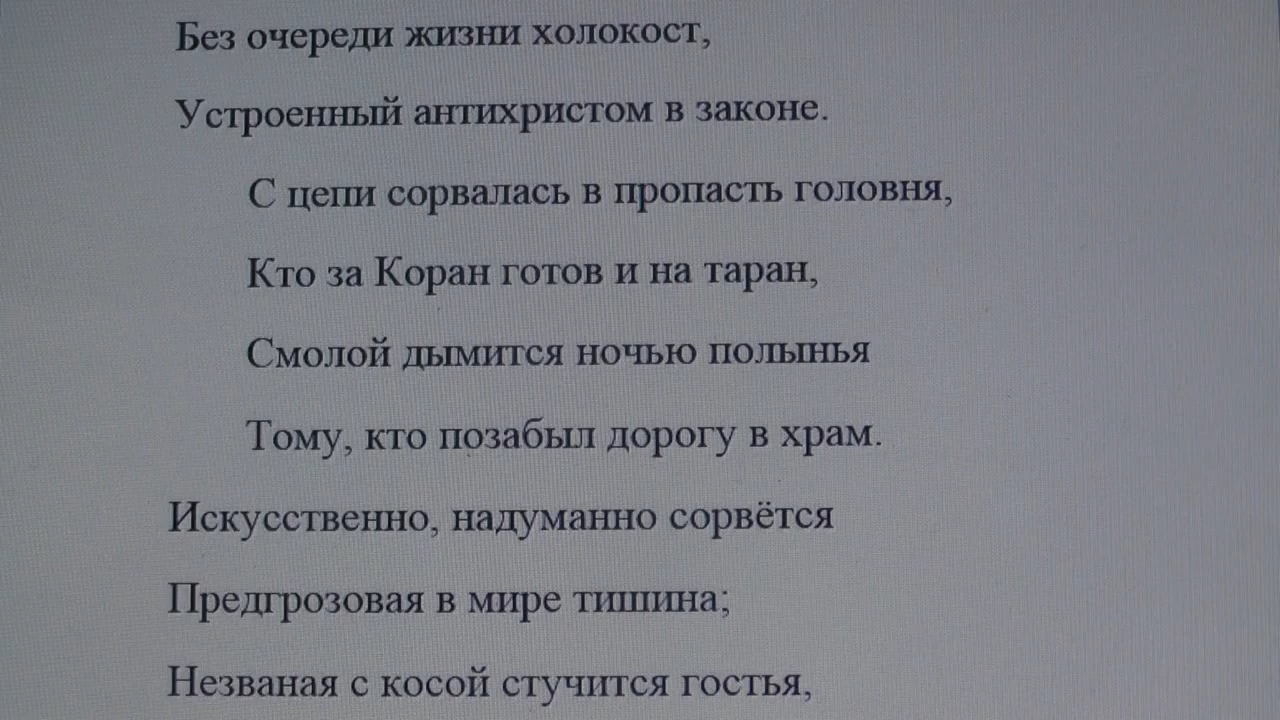 Без очереди жизни холокост,
Устроенный антихристом в законе.
С цепи сорвалась в пропасть головня,
Кто за Коран готов и на таран,
Смолой дымится ночью полынья
Тому, кто позабыл дорогу в храм.
Искусственно, надуманно сорвётся
Предгрозовая в мире тишина;
Незваная с косой стучится гостья,